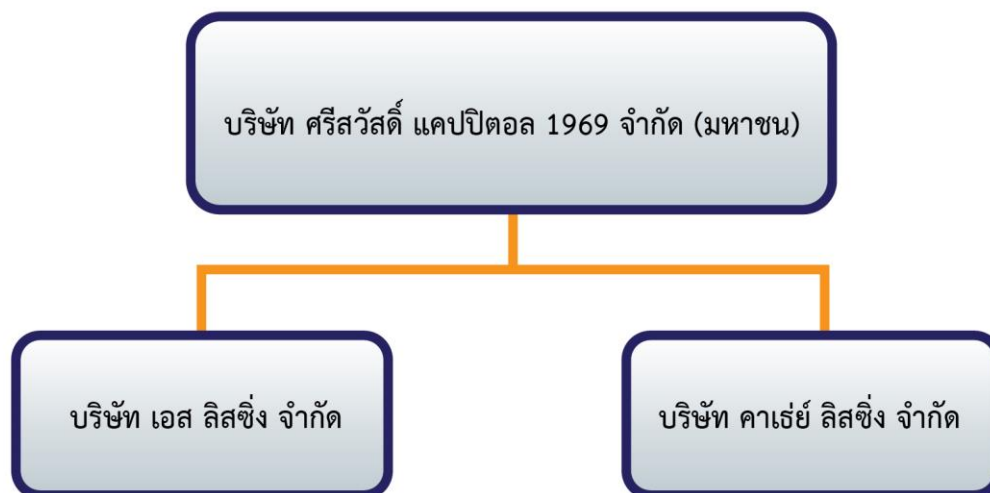 บริษัท ศรีสวัสดิ์ แคปปิตอล 1969 จำกัด (มหาชน)
บริษัท เอส ลิสซิ่ง จำกัด
บริษัท คาเธ่ย์ ลิสซิ่ง จำกัด